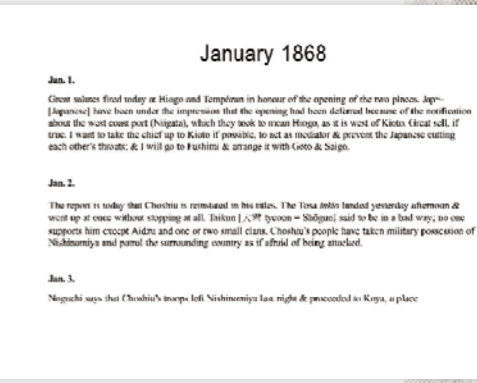 January 1868
Jan. 1.
Great salutes fired today at Hiogo and Tempōzan in honour of the opening of the two places. Jap~
[Japanese] have been under the impression that the opening had been deferred because of the notification
about the west coast port (Niigata), which they took to mean Hiogo, as it is west of Kioto. Great sell, if
true. I want to take the chief up to Kioto if possible, to act as mediator & prevent the Japanese cutting
each other's throats; & I will go to Fushimi & arrange it with Goto & Saigo.
Jan. 2.
The report is today that Choshiu is reinstated in his titles. The Tosa inkio landed yesterday afternoon &
went up at once without stopping at all. Taikun [大君 tycoon = Shōgun] said to be in a bad way; no one
supports him except Aidzu and one or two small clans. Choshiu's people have taken military possession of
Nishinomiya and patrol the surrounding country as if afraid of being attacked.
Jan. 3.
Noguchi says that Choshiu's troops left Nishinomiya last night & proceeded to Koya, a place